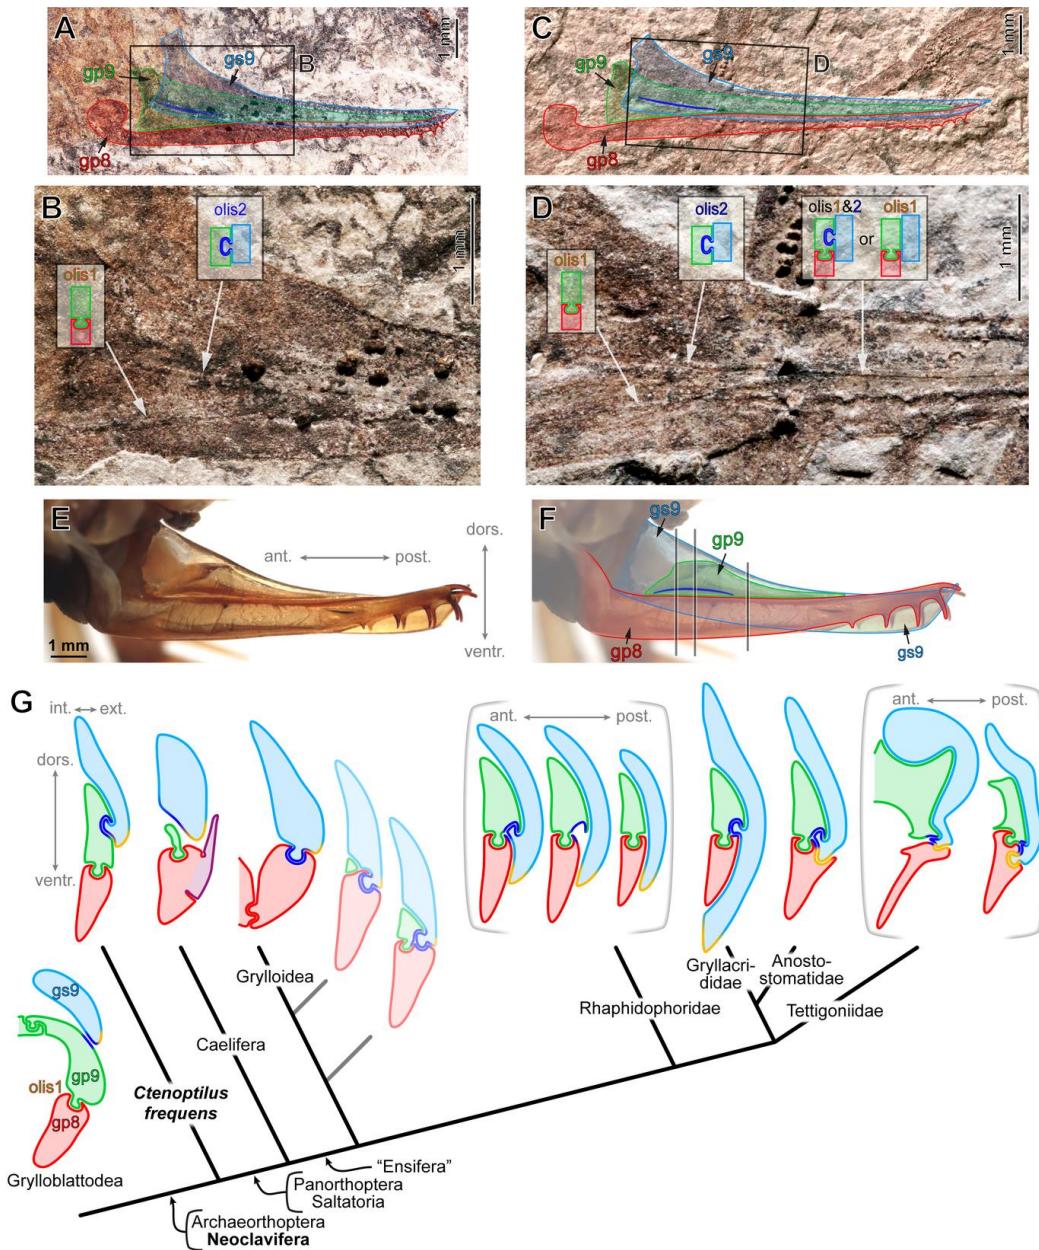 A
gp9
gs9
B
gp8
1 mm
C
gp9
gs9
D
gp8
1 mm
B
olis2
olis1
1 mm
D
olis2
olis1&2
olis1
or
olis1
1 mm
E
ant.
post.
dors.
ventr.
1 mm
F
gs9
gp9
gp8
gs9
G
int.
ext.
dors.
ventr.
ant.
post.
ant.
post.
gs9
gp9
olis1
gp8
Grylloblattodea
Ctenoptilus
frequens
Caelifera
Grylloidea
Rhaphidophoridae
Gryllacri-
didae
Anosto-
stomatidae
Tettigoniidae
"Ensifera"
Panorthoptera
Saltatoria
Archaeorthoptera
Neoclavifera